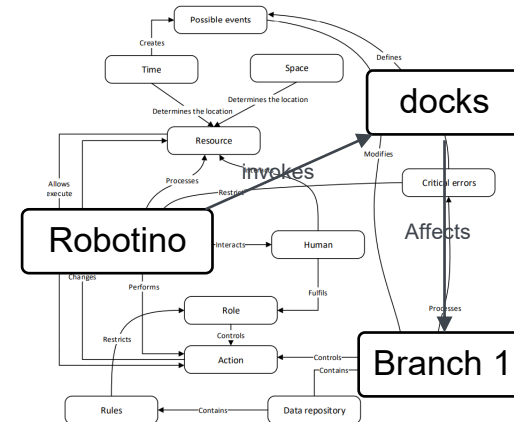 Possible events
Creates
Defines
Time
Space
Determines the location
Determines the location
docks
Resource
invokes
Modifies
Processes
Allows
execute
Restrict
Critical errors
Robotino
Affects
Interacts
Human
Changes
Performs
Fulfils
Role
Processes
Restricts
Controls
Action
Controls
Contains
Branch 1
Rules
Contains
Data repository